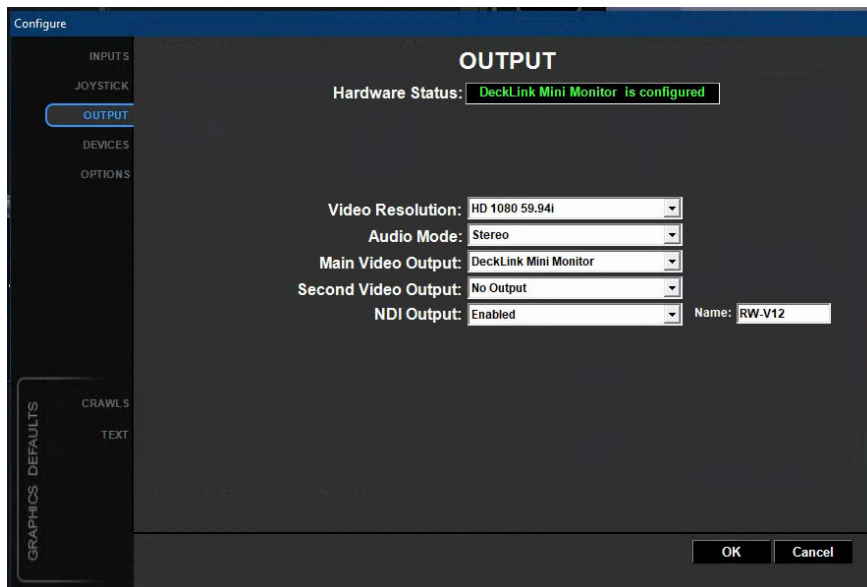 Configure
INPUTS
JOYSTICK
OUTPUT
DEVICES
OPTIONS
GRAPHICS DEFAULTS
CRAWLS
TEXT
OUTPUT
Hardware Status: DeckLink Mini Monitor is configured
Video Resolution: HD 1080 59.94i
Audio Mode: Stereo
Main Video Output: DeckLink Mini Monitor
Second Video Output: No Output
NDI Output: Enabled Name: RW-V12
OK Cancel